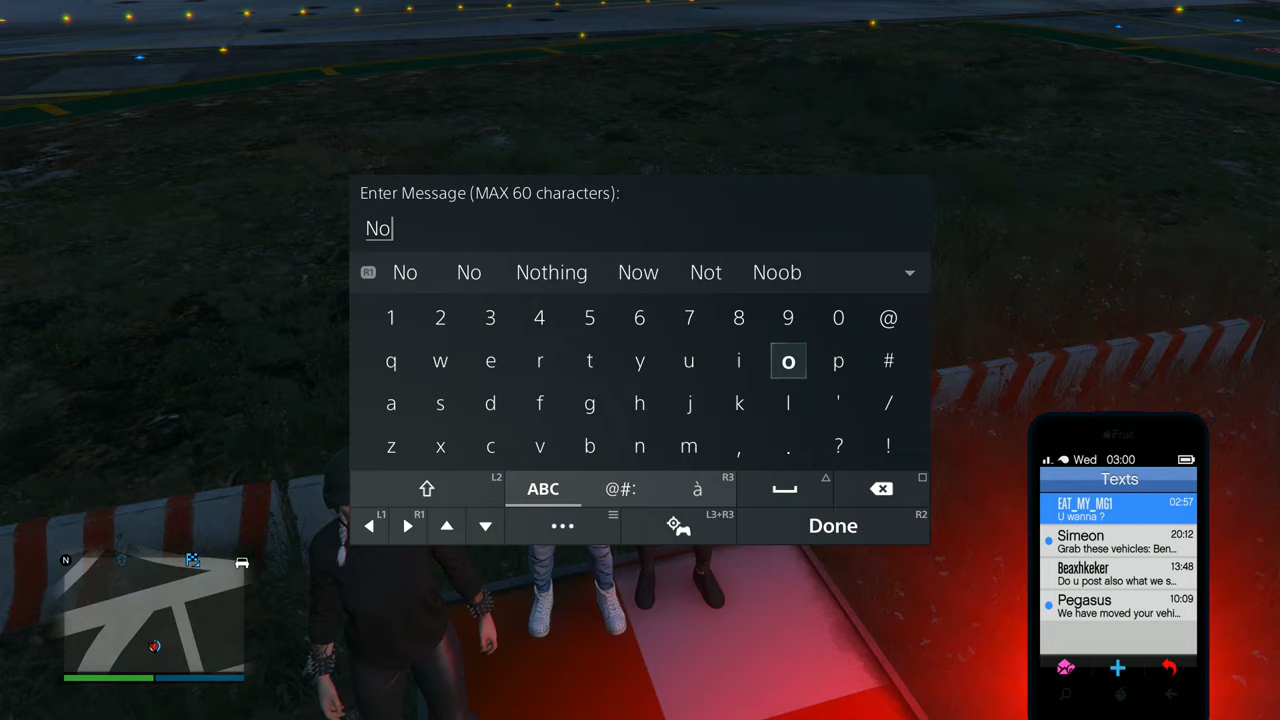 Enter Message (MAX 60 characters):
No
R1 No No Nothing Now Not Noob
1 2 3 4 5 6 7 8 9 0 @
q w e r t y u i o p #
a s d f g h j k l ' /
z x c v b n m , . ? !
L2 ABC @#: R3 à
L1 R1 ••• L3+R3 Done R2
N
iFruit
Wed 03:00
Texts
EAT_MY_MG1 02:57
U wanna ?
Simeon 20:12
Grab these vehicles: Ben...
Beaxhkeker 13:48
Do u post also what we s...
Pegasus 10:09
We have moved your vehi...